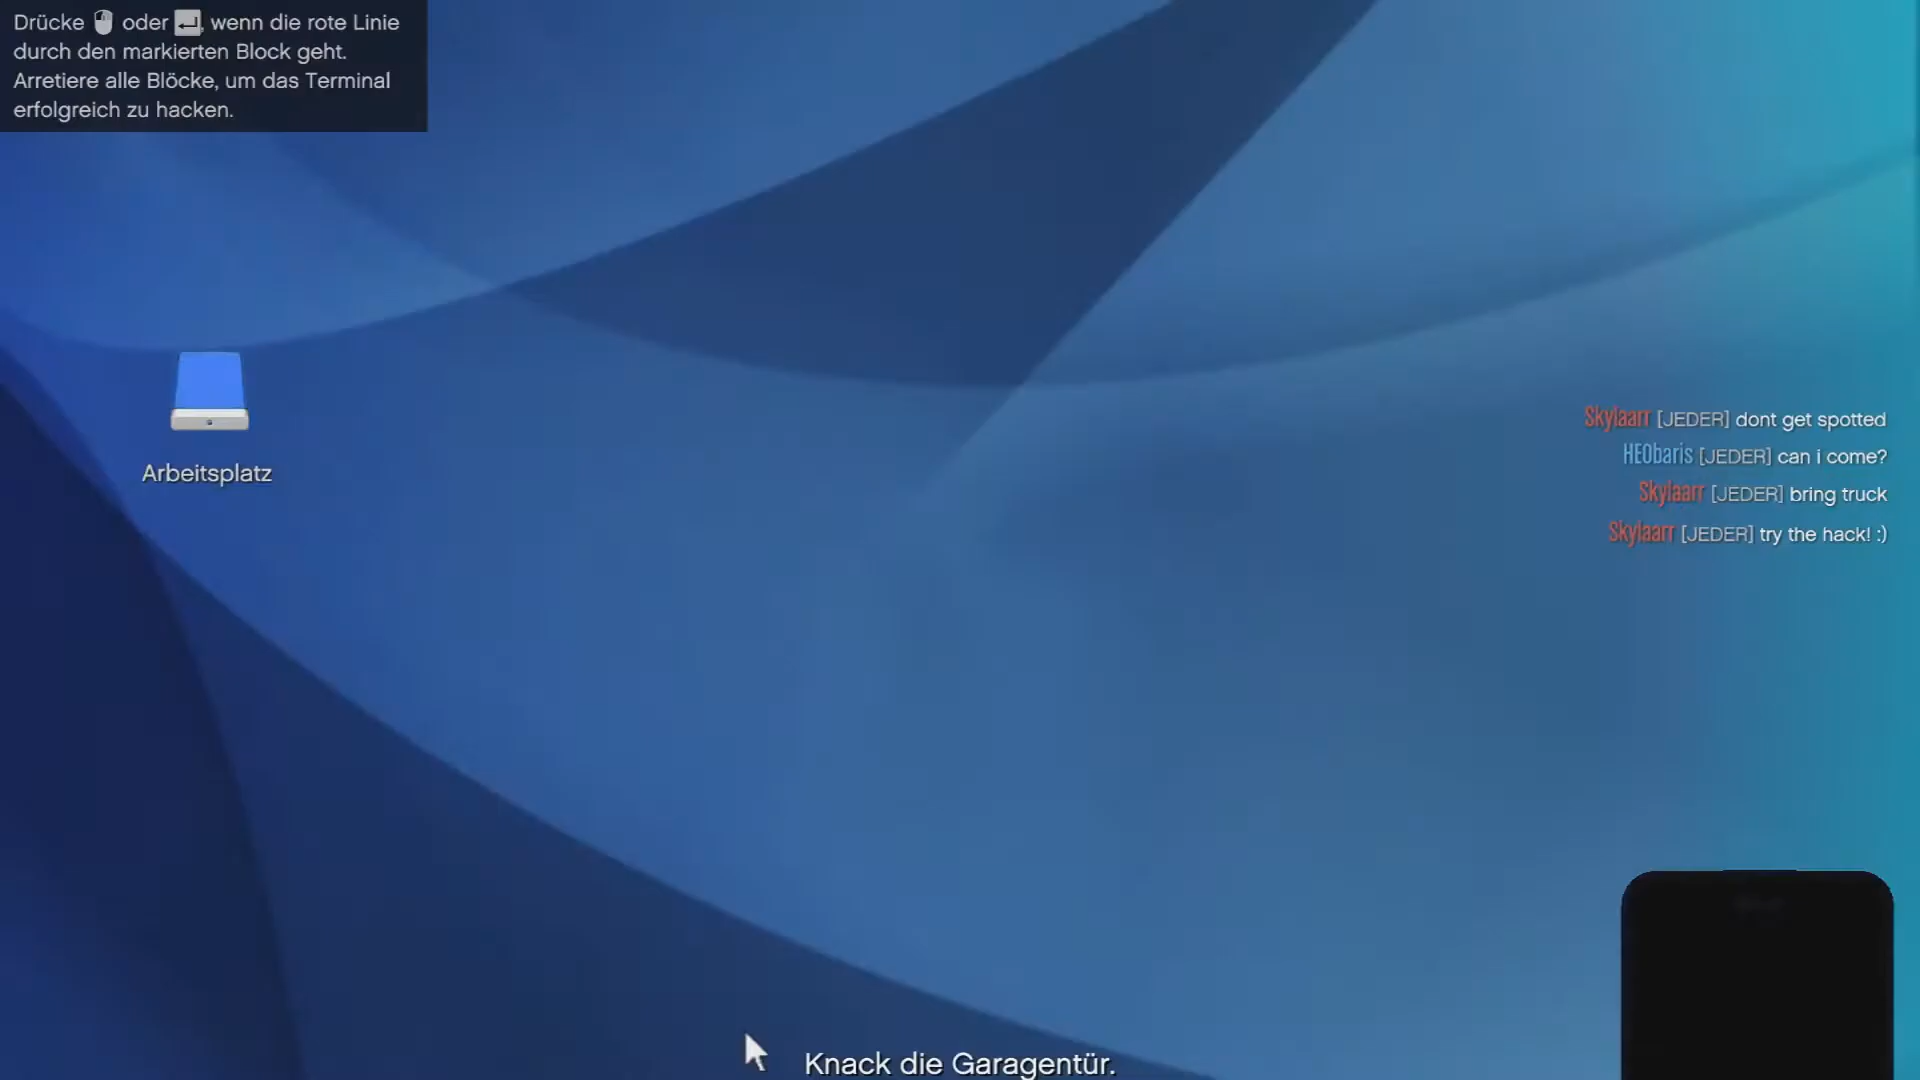 Drücke oder , wenn die rote Linie
durch den markierten Block geht.
Arretiere alle Blöcke, um das Terminal
erfolgreich zu hacken.
Arbeitsplatz
Skylaarr [JEDER] dont get spotted
HEObaris [JEDER] can i come?
Skylaarr [JEDER] bring truck
Skylaarr [JEDER] try the hack! :)
Knack die Garagentür.